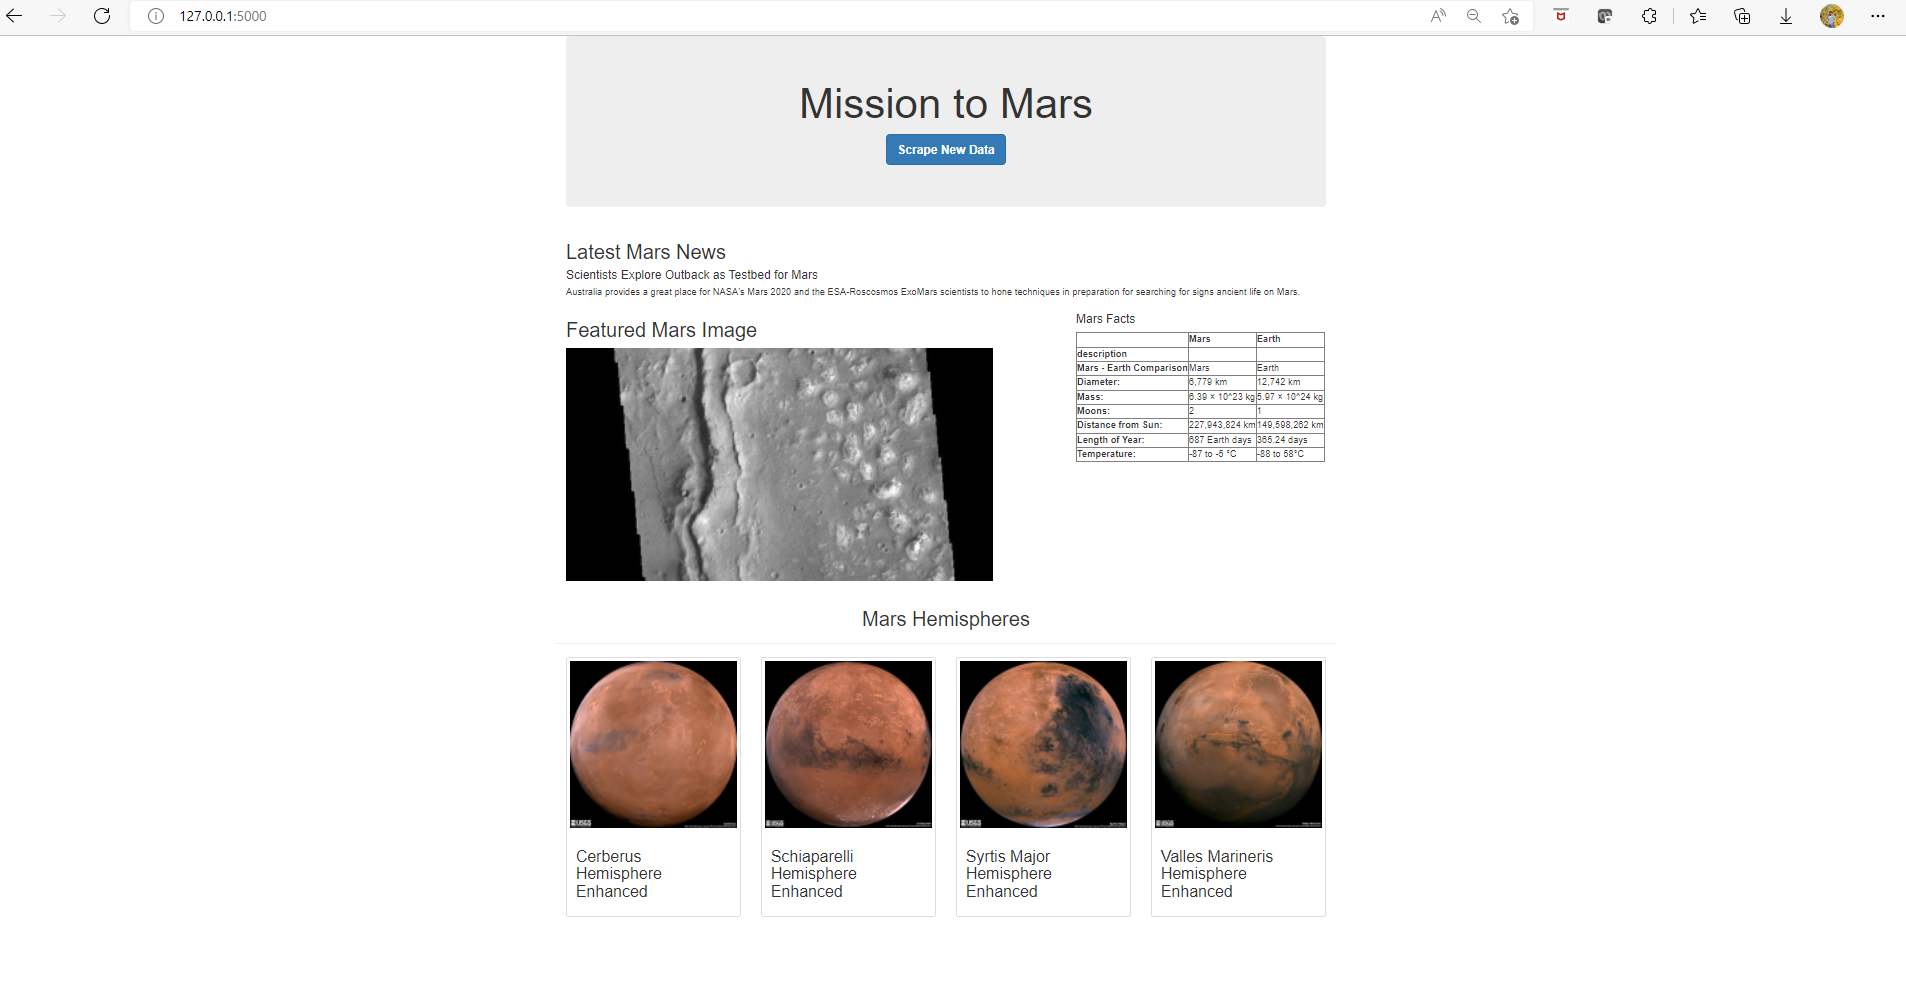 127.0.0.1:5000
Mission to Mars
Scrape New Data
Latest Mars News
Scientists Explore Outback as Testbed for Mars
Australia provides a great place for NASA's Mars 2020 and the ESA-Roscosmos ExoMars scientists to hone techniques in preparation for searching for signs ancient life on Mars.
Featured Mars Image
Mars Facts
Mars Earth
description
Mars - Earth Comparison Mars Earth
Diameter: 6,779 km 12,742 km
Mass: 6.39 × 10^23 kg 5.97 × 10^24 kg
Moons: 2 1
Distance from Sun: 227,943,824 km 149,598,262 km
Length of Year: 687 Earth days 365.24 days
Temperature: -87 to -5 °C -88 to 58°C
Mars Hemispheres
USGS
USGS
USGS
USGS
Cerberus
Hemisphere
Enhanced
Schiaparelli
Hemisphere
Enhanced
Syrtis Major
Hemisphere
Enhanced
Valles Marineris
Hemisphere
Enhanced